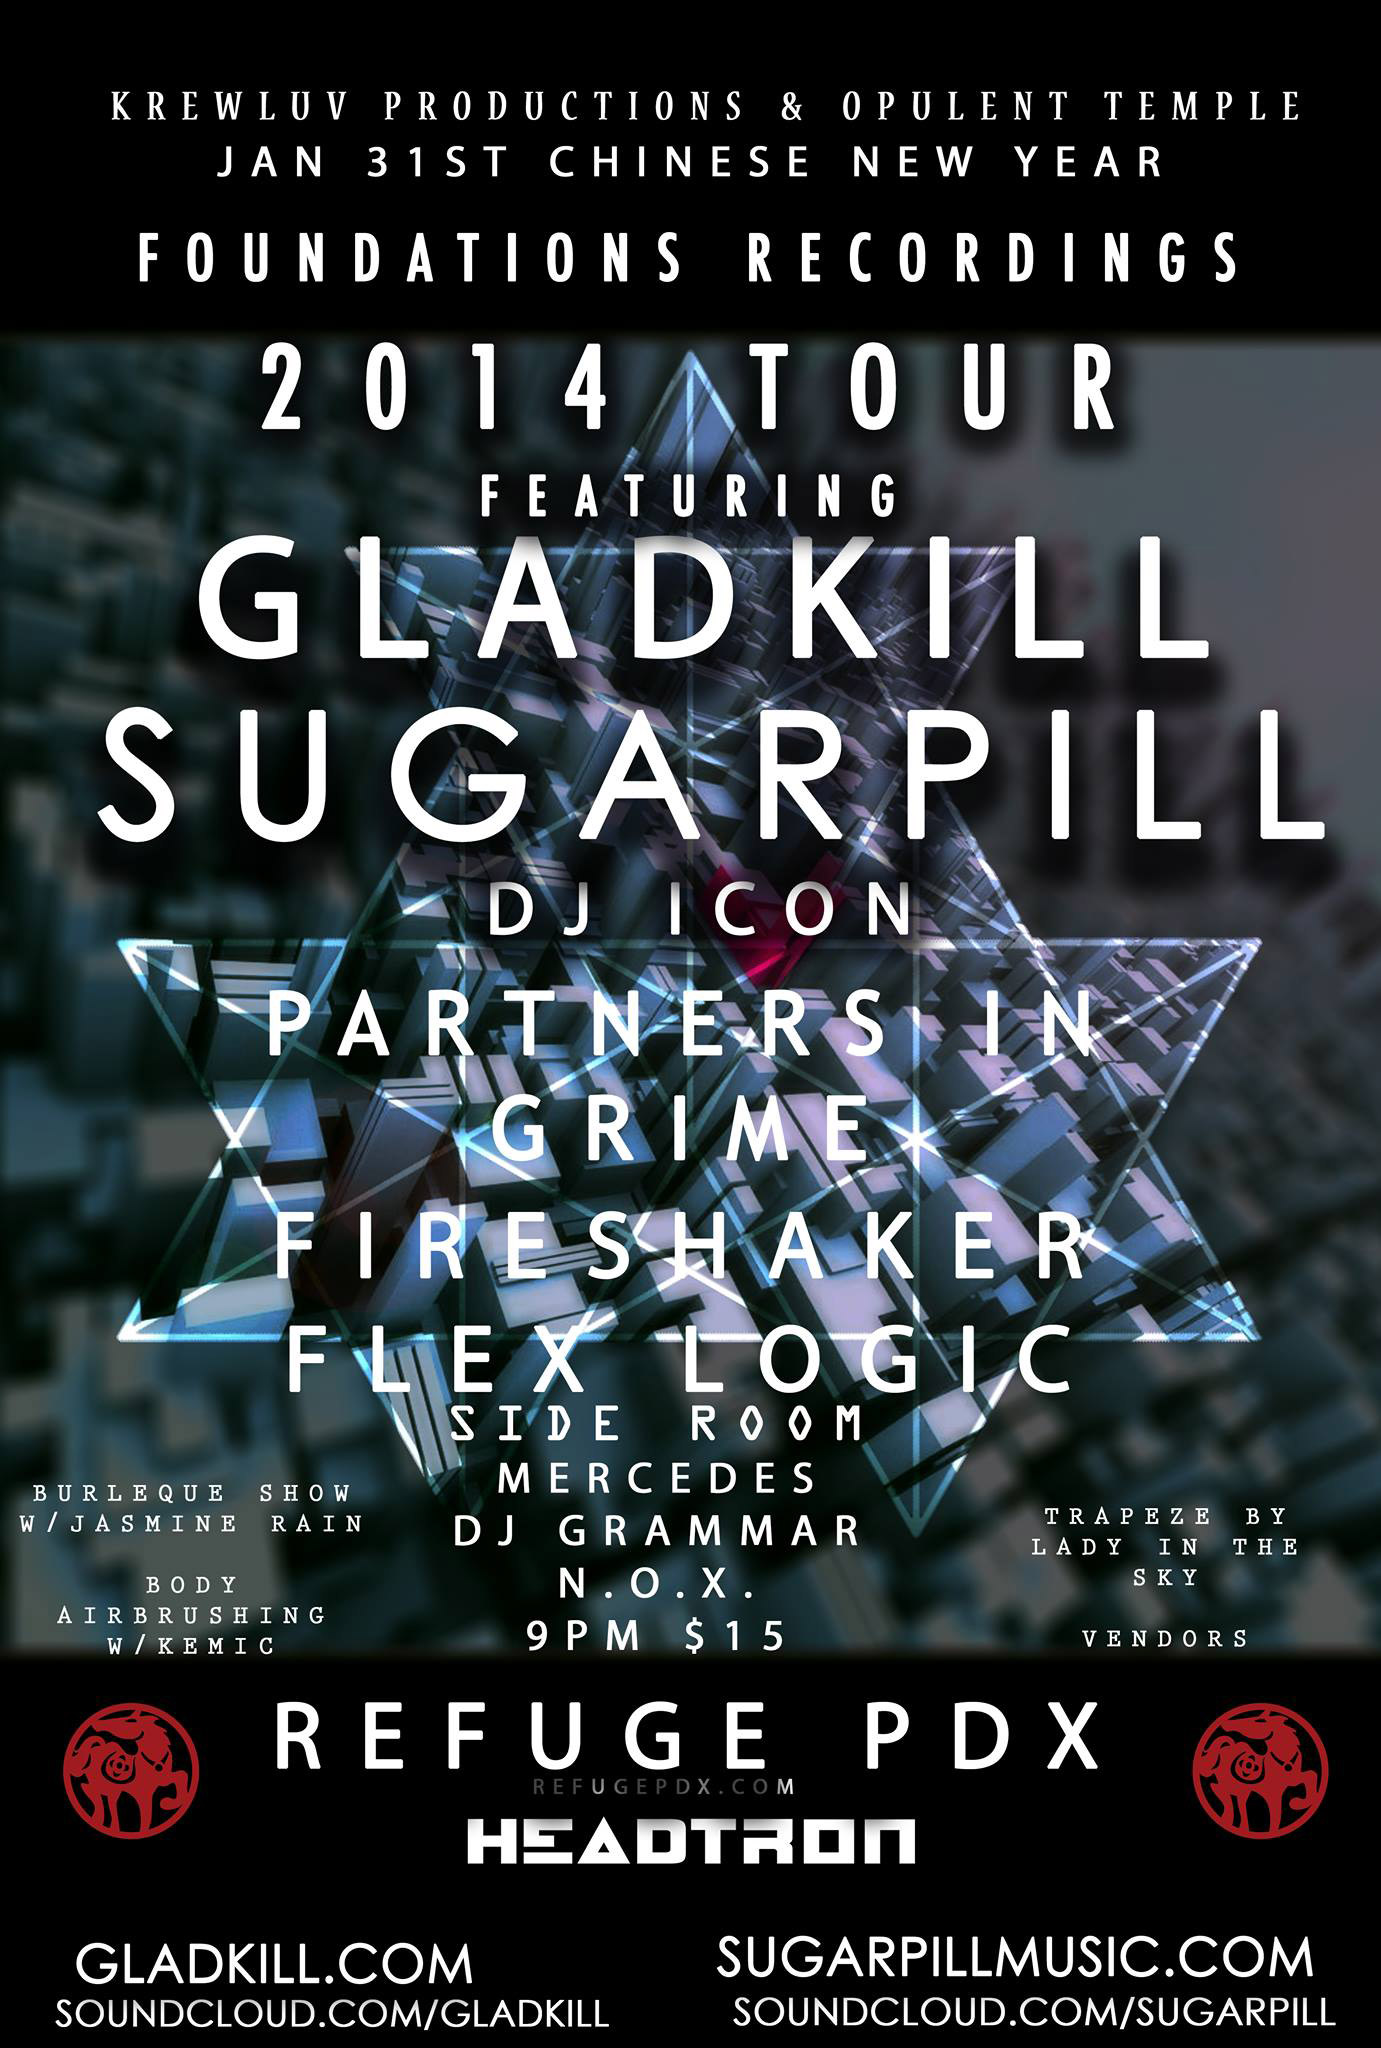 KREWLUV PRODUCTIONS & OPULENT TEMPLE
JAN 31ST CHINESE NEW YEAR
FOUNDATIONS RECORDINGS
2014 TOUR
FEATURING
GLADKILL
SUGARPILL
DJ ICON
PARTNERS IN
GRIME
FIRESHAKER
FLEX LOGIC
SIDE ROOM
MERCEDES
DJ GRAMMAR
N.O.X.
9PM $15
BURLEQUE SHOW
W/JASMINE RAIN
BODY
AIRBRUSHING
W/KEMIC
TRAPEZE BY
LADY IN THE
SKY
VENDORS
REFUGE PDX
REFUGEPDX.COM
HEADTRON
GLADKILL.COM
SOUNDCLOUD.COM/GLADKILL
SUGARPILLMUSIC.COM
SOUNDCLOUD.COM/SUGARPILL